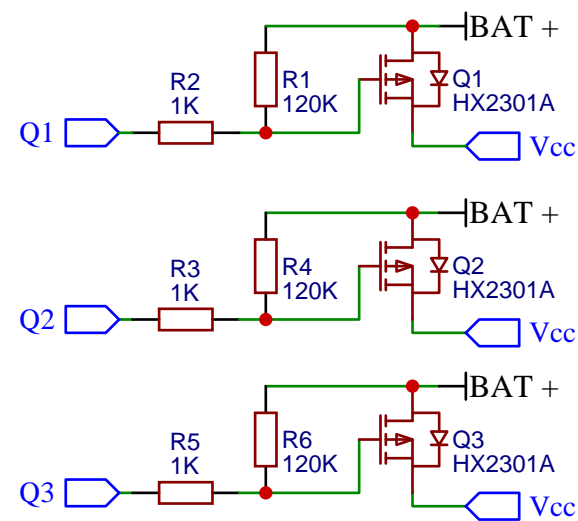 BAT +
R2
1K
R1
120K
Q1
HX2301A
Q1
Vcc
BAT +
R3
1K
R4
120K
Q2
HX2301A
Q2
Vcc
BAT +
R5
1K
R6
120K
Q3
HX2301A
Q3
Vcc